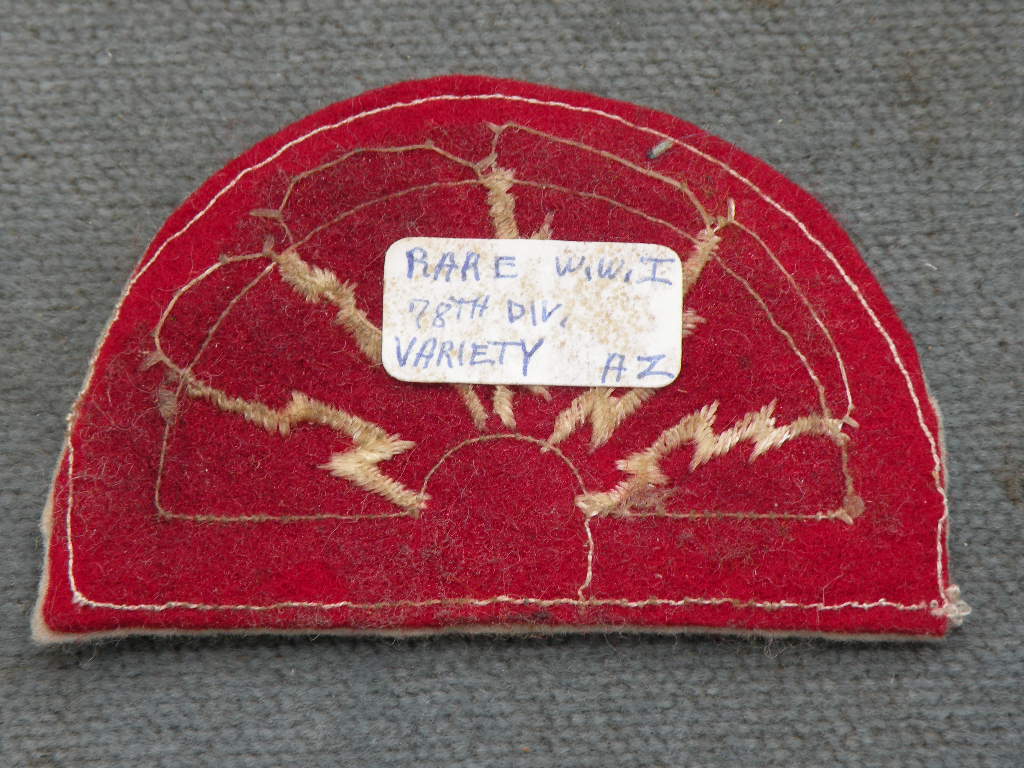 RARE W.W.I
78TH DIV.
VARIETY AZ